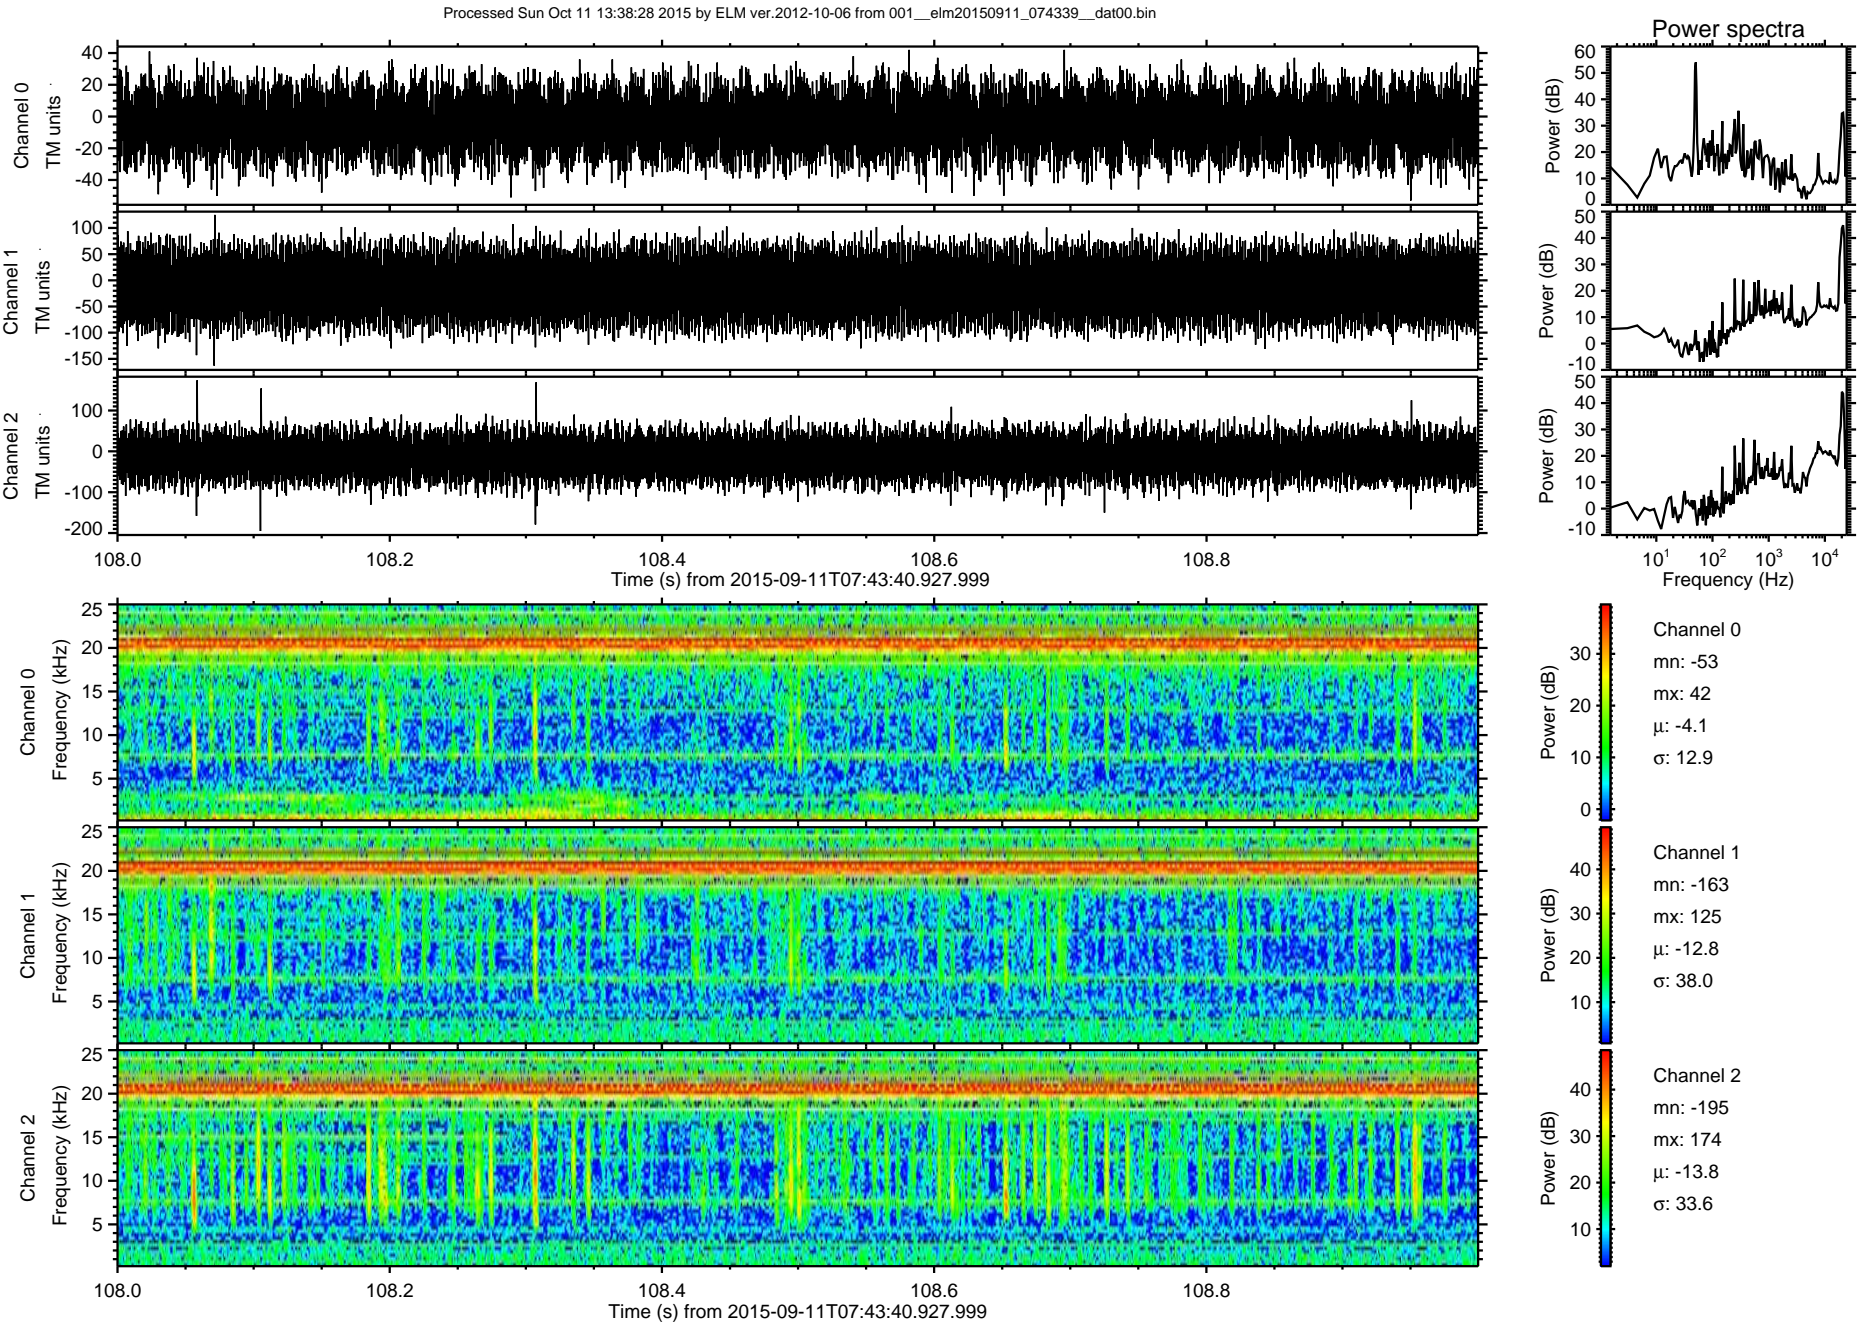 Processed Sun Oct 11 13:38:28 2015 by ELM ver.2012-10-06 from 001__elm20150911_074339__dat00.bin
Power spectra
Channel 0
TM units
40
20
0
-20
-40
Power (dB)
60
50
40
30
20
10
0
Channel 1
TM units
100
50
0
-50
-100
-150
Power (dB)
50
40
30
20
10
0
-10
Channel 2
TM units
100
0
-100
-200
Power (dB)
50
40
30
20
10
0
-10
108.0 108.2 108.4 108.6 108.8
Time (s) from 2015-09-11T07:43:40.927.999
10¹ 10² 10³ 10⁴
Frequency (Hz)
Channel 0
Frequency (kHz)
25
20
15
10
5
Power (dB)
30
20
10
0
Channel 0
mn: -53
mx: 42
μ: -4.1
σ: 12.9
Channel 1
Frequency (kHz)
25
20
15
10
5
Power (dB)
40
30
20
10
Channel 1
mn: -163
mx: 125
μ: -12.8
σ: 38.0
Channel 2
Frequency (kHz)
25
20
15
10
5
Power (dB)
40
30
20
10
Channel 2
mn: -195
mx: 174
μ: -13.8
σ: 33.6
108.0 108.2 108.4 108.6 108.8
Time (s) from 2015-09-11T07:43:40.927.999